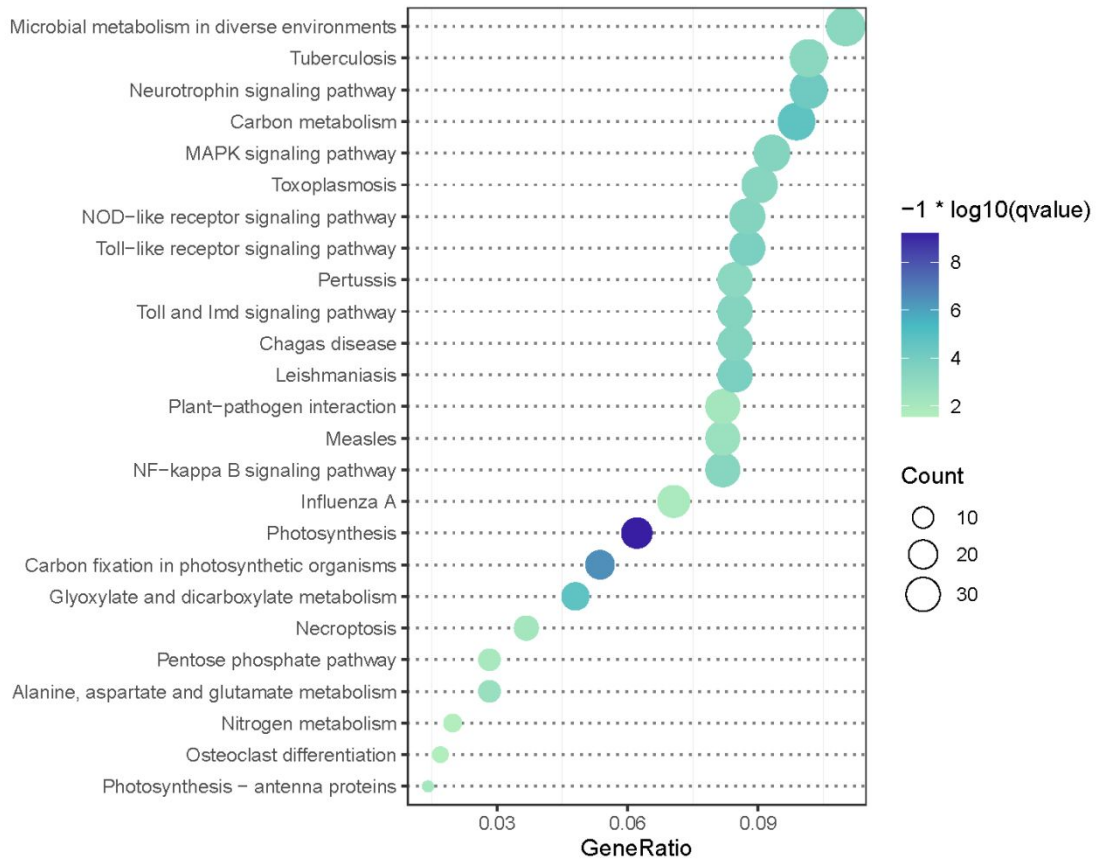 Microbial metabolism in diverse environments
Tuberculosis
Neurotrophin signaling pathway
Carbon metabolism
MAPK signaling pathway
Toxoplasmosis
NOD−like receptor signaling pathway
Toll−like receptor signaling pathway
Pertussis
Toll and Imd signaling pathway
Chagas disease
Leishmaniasis
Plant−pathogen interaction
Measles
NF−kappa B signaling pathway
Influenza A
Photosynthesis
Carbon fixation in photosynthetic organisms
Glyoxylate and dicarboxylate metabolism
Necroptosis
Pentose phosphate pathway
Alanine, aspartate and glutamate metabolism
Nitrogen metabolism
Osteoclast differentiation
Photosynthesis − antenna proteins
0.03 0.06 0.09
GeneRatio
−1 * log10(qvalue)
8
6
4
2
Count
10
20
30